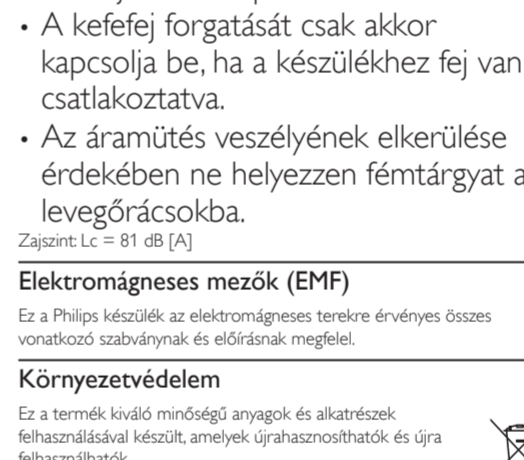 • A kefefej forgatását csak akkor
kapcsolja be, ha a készülékhez fej van
csatlakoztatva.
• Az áramütés veszélyének elkerülése
érdekében ne helyezzen fémtárgyat a
levegőrácsokba.
Zajszint: Lc = 81 dB [A]
Elektromágneses mezők (EMF)
Ez a Philips készülék az elektromágneses terekre érvényes összes
vonatkozó szabványnak és előírásnak megfelel.
Környezetvédelem
Ez a termék kiváló minőségű anyagok és alkatrészek
felhasználásával készült, amelyek újrahasznosíthatók és újra
felhasználhatók.